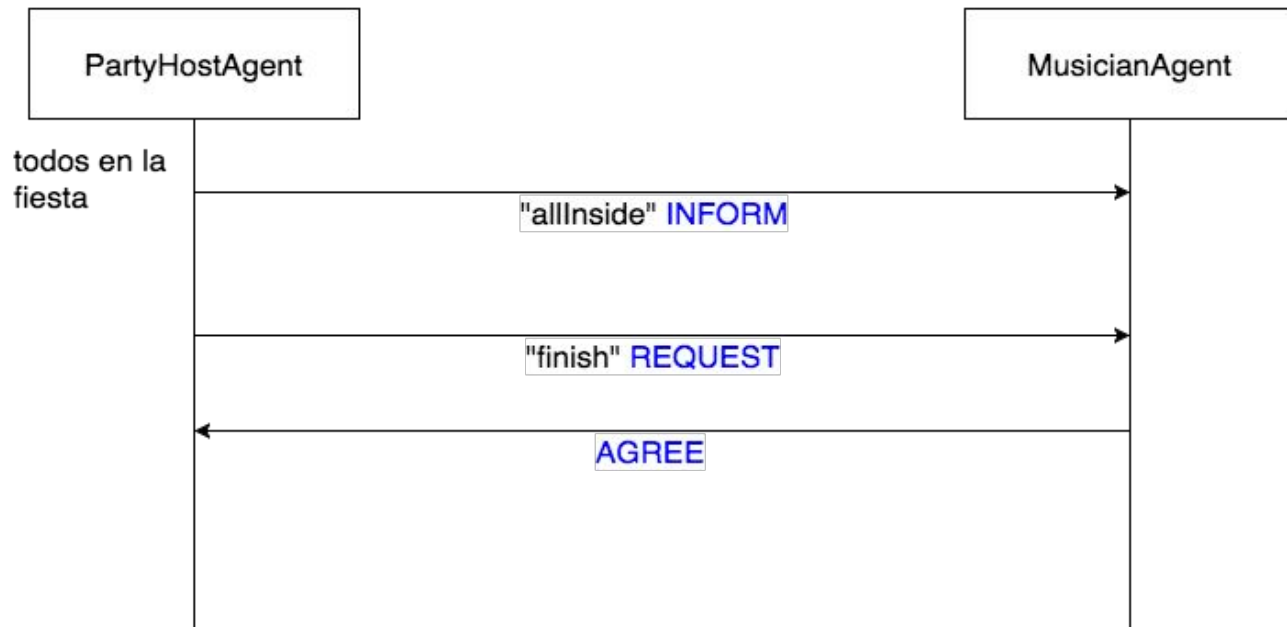 PartyHostAgent
MusicianAgent
todos en la
fiesta
"allInside" INFORM
"finish" REQUEST
AGREE